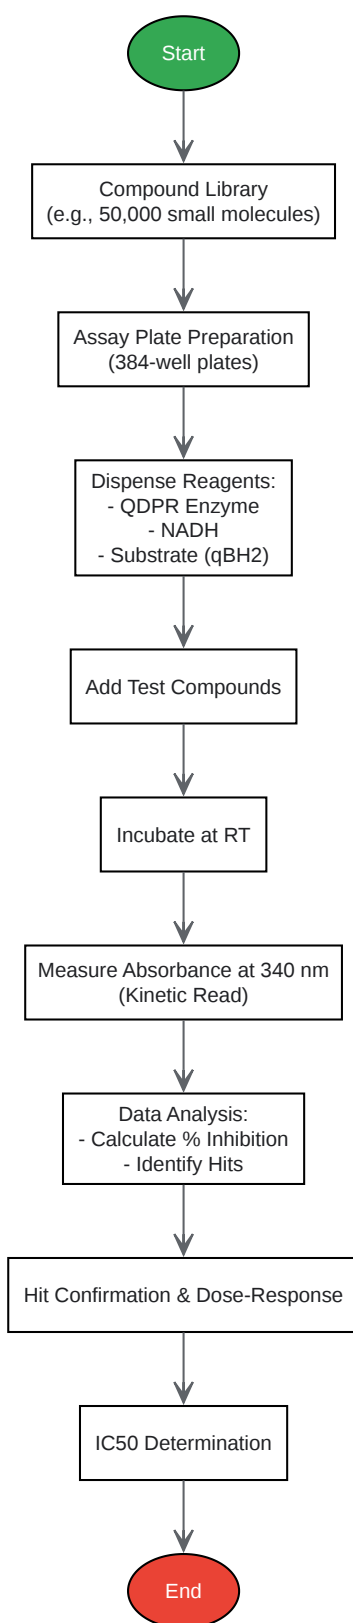 Start
Compound Library
(e.g., 50,000 small molecules)
Assay Plate Preparation
(384-well plates)
Dispense Reagents:
- QDPR Enzyme
- NADH
- Substrate (qBH2)
Add Test Compounds
Incubate at RT
Measure Absorbance at 340 nm
(Kinetic Read)
Data Analysis:
- Calculate % Inhibition
- Identify Hits
Hit Confirmation & Dose-Response
IC50 Determination
End